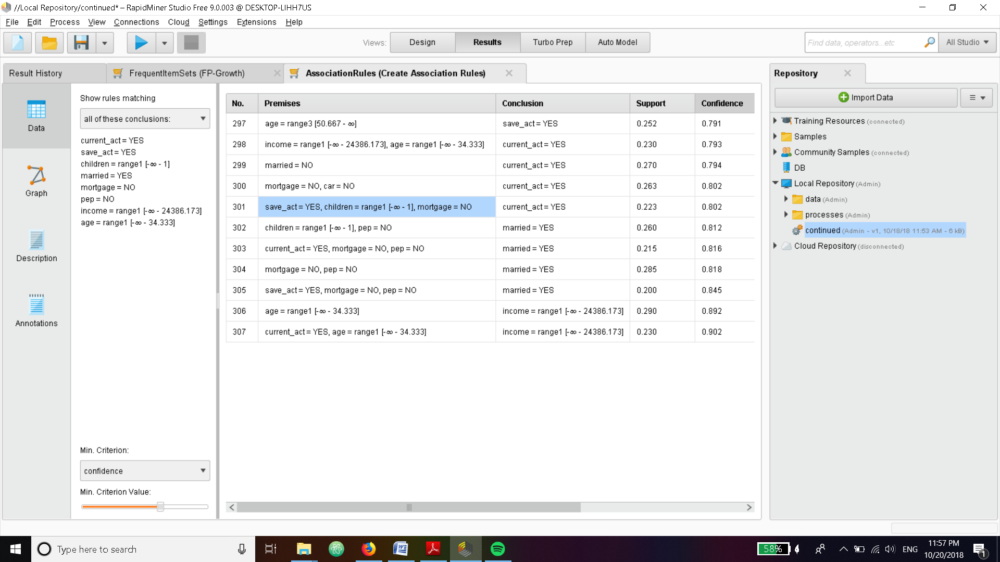 //Local Repository/continued* – RapidMiner Studio Free 9.0.003 @ DESKTOP-LIHH7US
File Edit Process View Connections Cloud Settings Extensions Help
Views: Design Results Turbo Prep Auto Model
Find data, operators...etc
All Studio
Result History
FrequentItemSets (FP-Growth)
AssociationRules (Create Association Rules)
Data
Graph
Description
Annotations
Show rules matching
all of these conclusions:
current_act = YES
save_act = YES
children = range1 [-∞ - 1]
married = YES
mortgage = NO
pep = NO
income = range1 [-∞ - 24386.173]
age = range1 [-∞ - 34.333]
Min. Criterion:
confidence
Min. Criterion Value:
No. Premises Conclusion Support Confidence
297 age = range3 [50.667 - ∞] save_act = YES 0.252 0.791
298 income = range1 [-∞ - 24386.173], age = range1 [-∞ - 34.333] current_act = YES 0.230 0.793
299 married = NO current_act = YES 0.270 0.794
300 mortgage = NO, car = NO current_act = YES 0.263 0.802
301 save_act = YES, children = range1 [-∞ - 1], mortgage = NO current_act = YES 0.223 0.802
302 children = range1 [-∞ - 1], pep = NO married = YES 0.260 0.812
303 current_act = YES, mortgage = NO, pep = NO married = YES 0.215 0.816
304 mortgage = NO, pep = NO married = YES 0.285 0.818
305 save_act = YES, mortgage = NO, pep = NO married = YES 0.200 0.845
306 age = range1 [-∞ - 34.333] income = range1 [-∞ - 24386.173] 0.290 0.892
307 current_act = YES, age = range1 [-∞ - 34.333] income = range1 [-∞ - 24386.173] 0.230 0.902
Repository
Import Data
Training Resources (connected)
Samples
Community Samples (connected)
DB
Local Repository (Admin)
data (Admin)
processes (Admin)
continued (Admin - v1, 10/18/18 11:53 AM - 6 kB)
Cloud Repository (disconnected)
Type here to search
58%
ENG
11:57 PM
10/20/2018
1